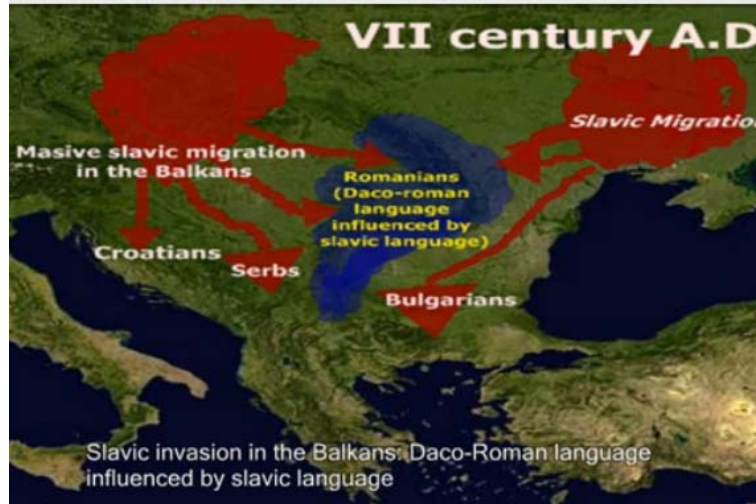 VII century A.D
Slavic Migration
Masive slavic migration
in the Balkans
Romanians
(Daco-roman
language
influenced by
slavic language)
Croatians
Serbs
Bulgarians
Slavic invasion in the Balkans: Daco-Roman language
influenced by slavic language